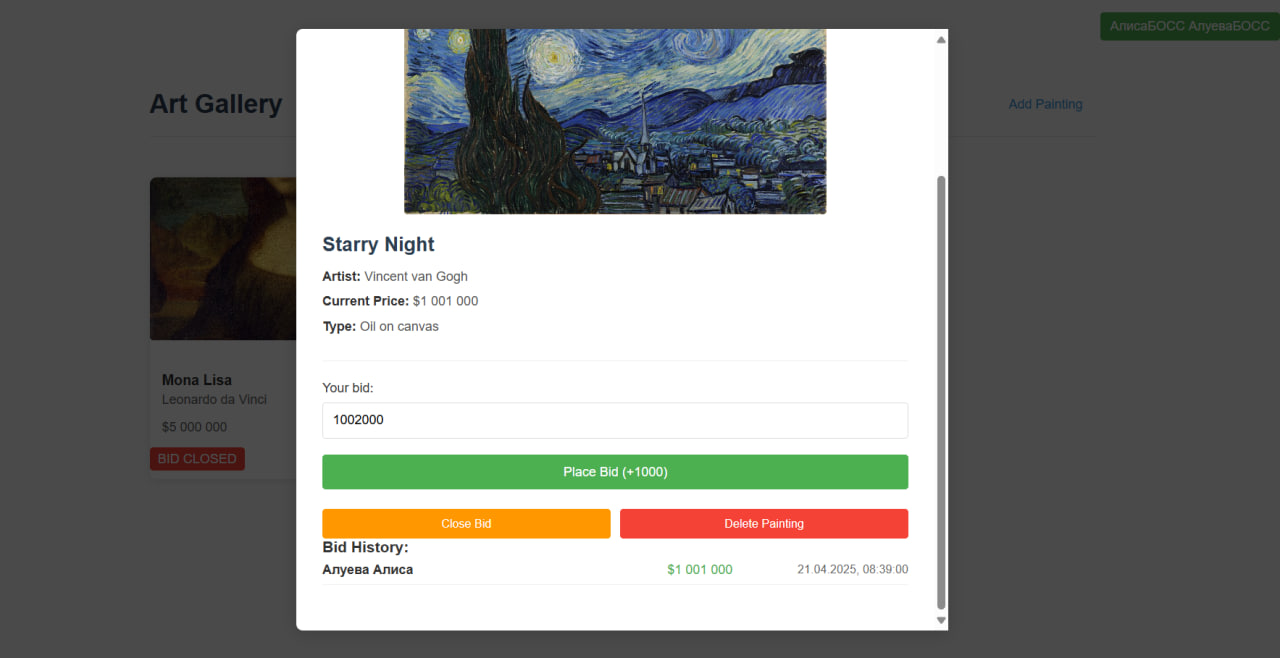 АлисаБОСС АлуеваБОСС
Art Gallery
Add Painting
Mona Lisa
Leonardo da Vinci
$5 000 000
BID CLOSED
Starry Night
Artist: Vincent van Gogh
Current Price: $1 001 000
Type: Oil on canvas
Your bid:
1002000
Place Bid (+1000)
Close Bid
Delete Painting
Bid History:
Алуева Алиса $1 001 000 21.04.2025, 08:39:00